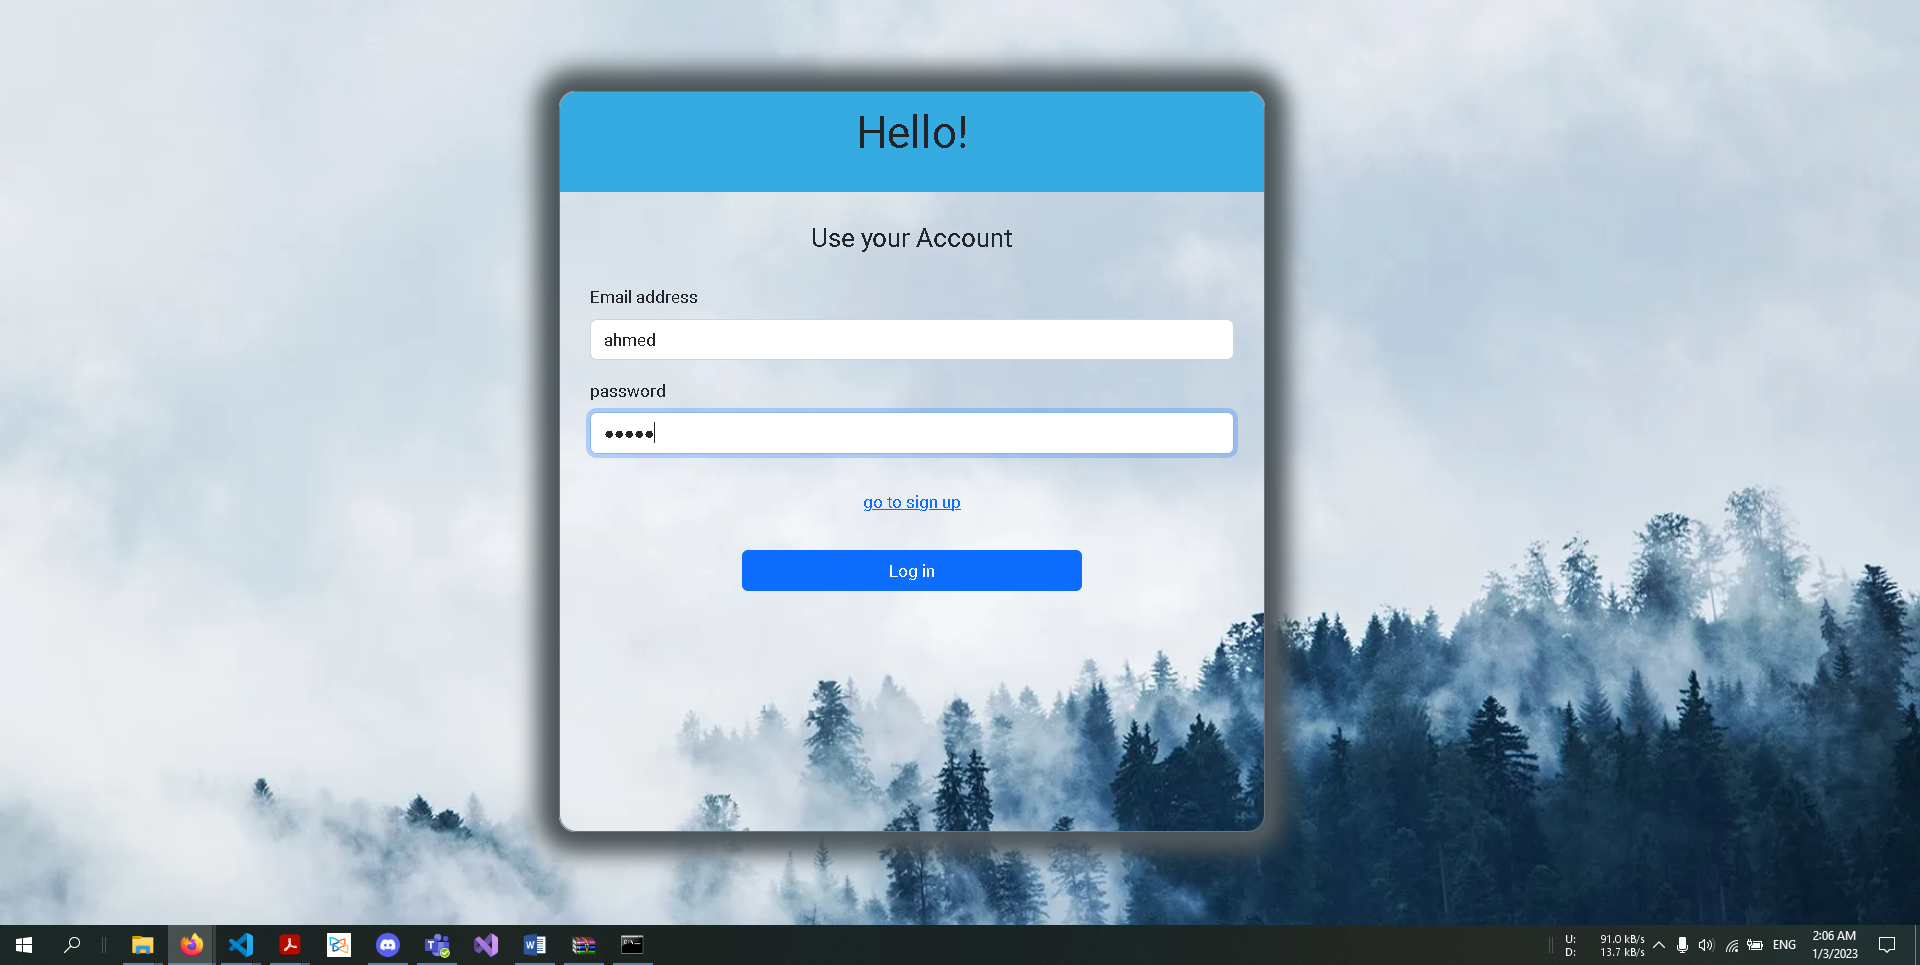 Hello!
Use your Account
Email address
ahmed
password
•••••
go to sign up
Log in
U: 91.0 kB/s
D: 13.7 kB/s
ENG
2:06 AM
1/3/2023